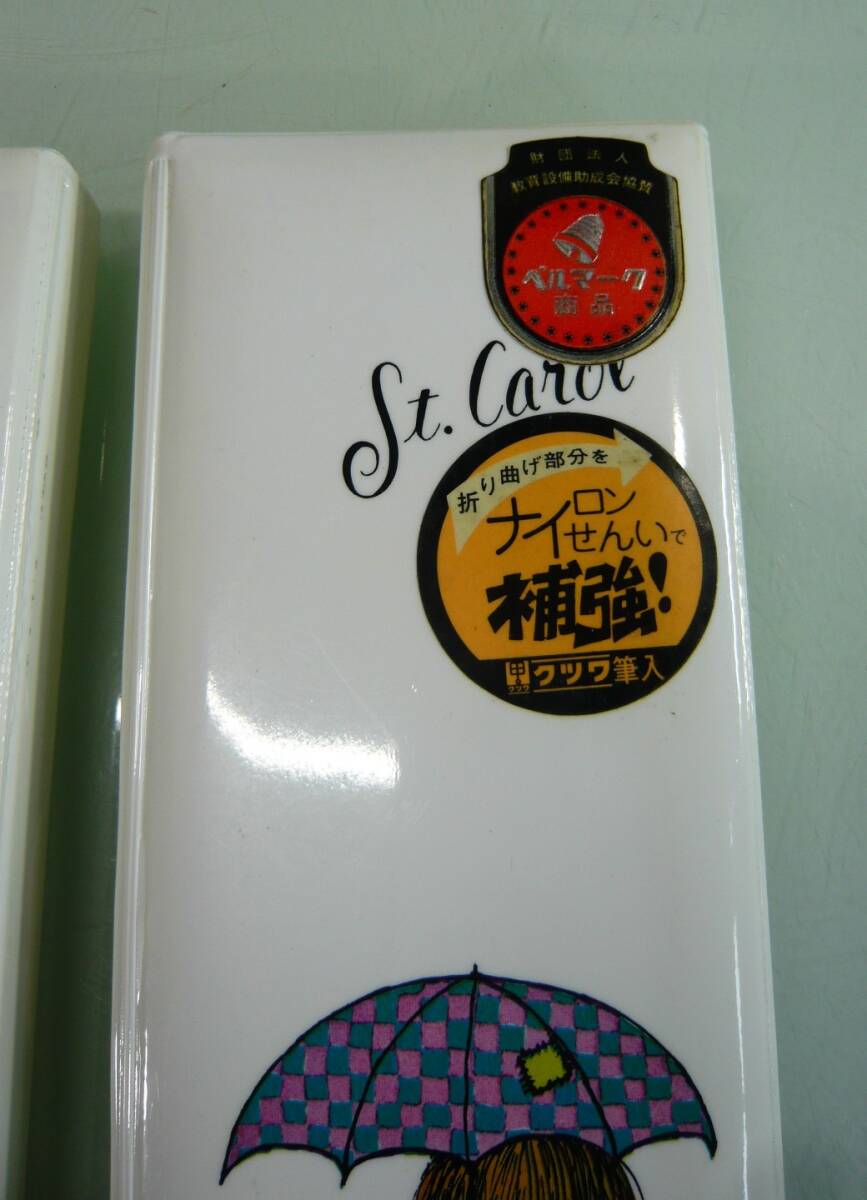 財団法人
教育設備助成会協賛
ベルマーク
商品
St. Carol
折り曲げ部分を
ナイロン
せんいで
補強!
クツワ
クツワ筆入